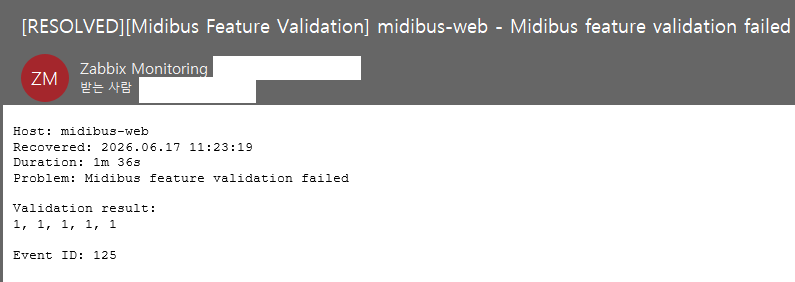 [RESOLVED][Midibus Feature Validation] midibus-web - Midibus feature validation failed
ZM
Zabbix Monitoring
받는 사람
Host: midibus-web
Recovered: 2026.06.17 11:23:19
Duration: 1m 36s
Problem: Midibus feature validation failed
Validation result:
1, 1, 1, 1, 1
Event ID: 125